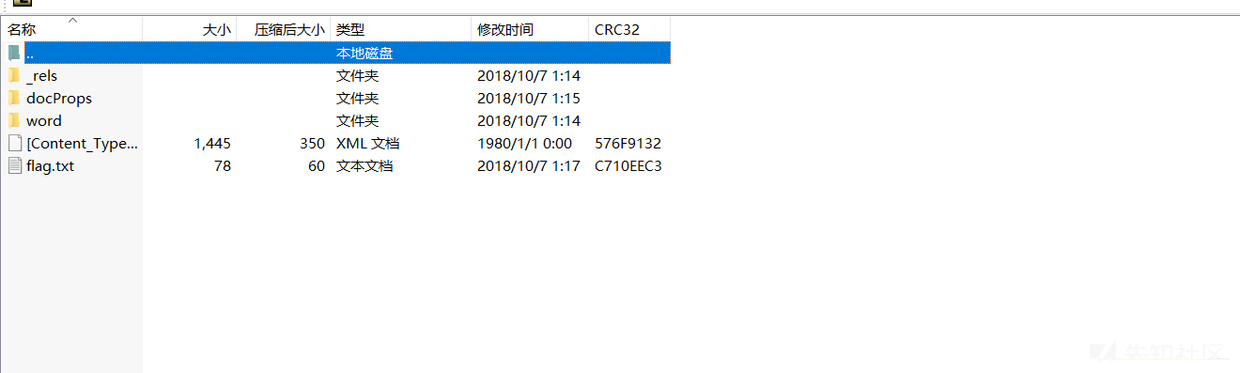 名称 大小 压缩后大小 类型 修改时间 CRC32
.. 本地磁盘
_rels 文件夹 2018/10/7 1:14
docProps 文件夹 2018/10/7 1:15
word 文件夹 2018/10/7 1:14
[Content_Type... 1,445 350 XML 文档 1980/1/1 0:00 576F9132
flag.txt 78 60 文本文档 2018/10/7 1:17 C710EEC3
先知社区